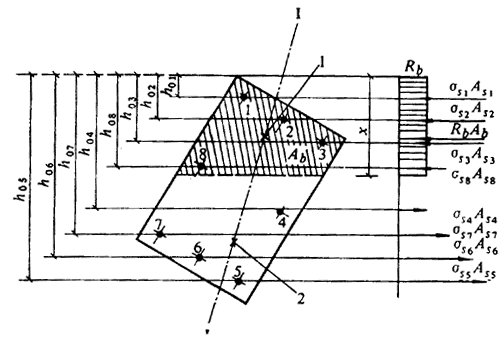 I
1
R_b
h_01
h_02
h_03
h_08
h_04
h_07
h_06
h_05
x
1
2
3
A_b
8
4
7
6
5
2
σ_s1 A_s1
σ_s2 A_s2
R_b A_b
σ_s3 A_s3
σ_s8 A_s8
σ_s4 A_s4
σ_s7 A_s7
σ_s6 A_s6
σ_s5 A_s5